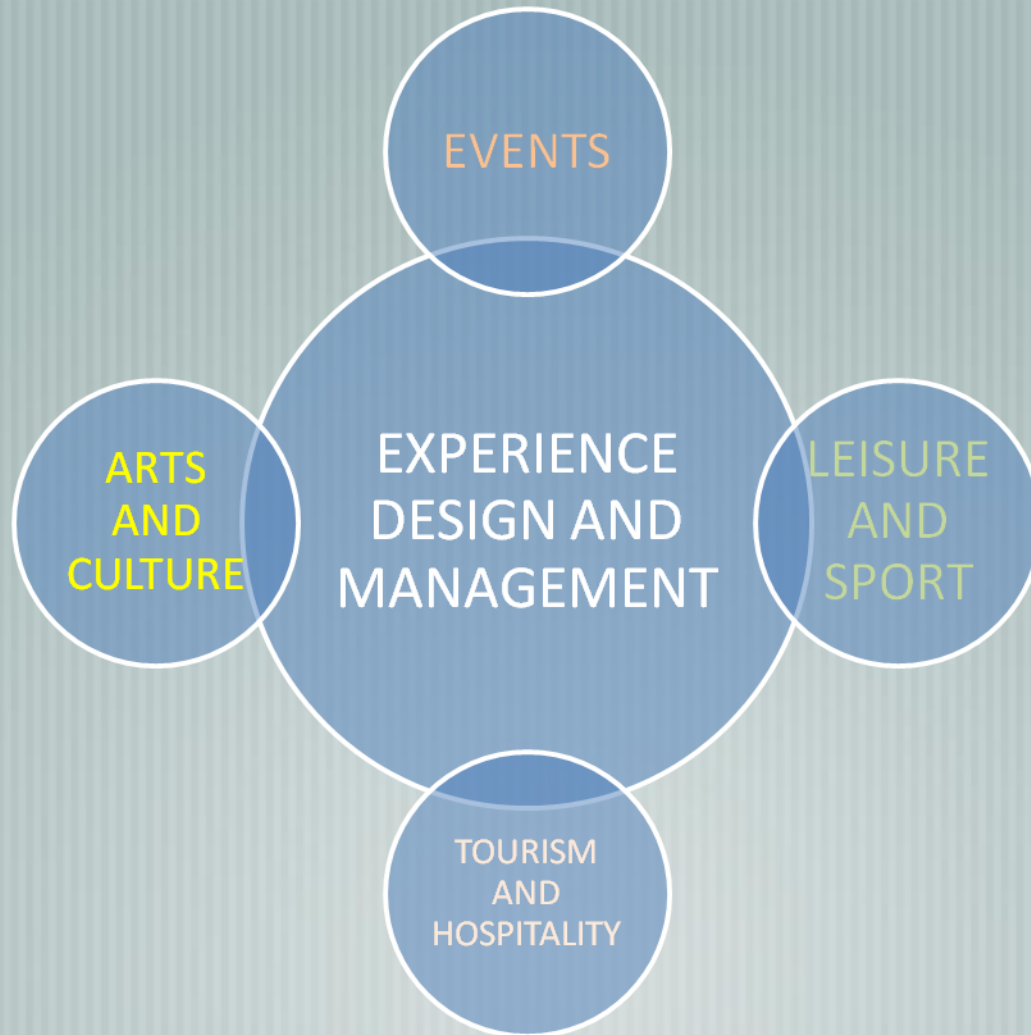 EVENTS
ARTS
AND
CULTURE
EXPERIENCE
DESIGN AND
MANAGEMENT
LEISURE
AND
SPORT
TOURISM
AND
HOSPITALITY